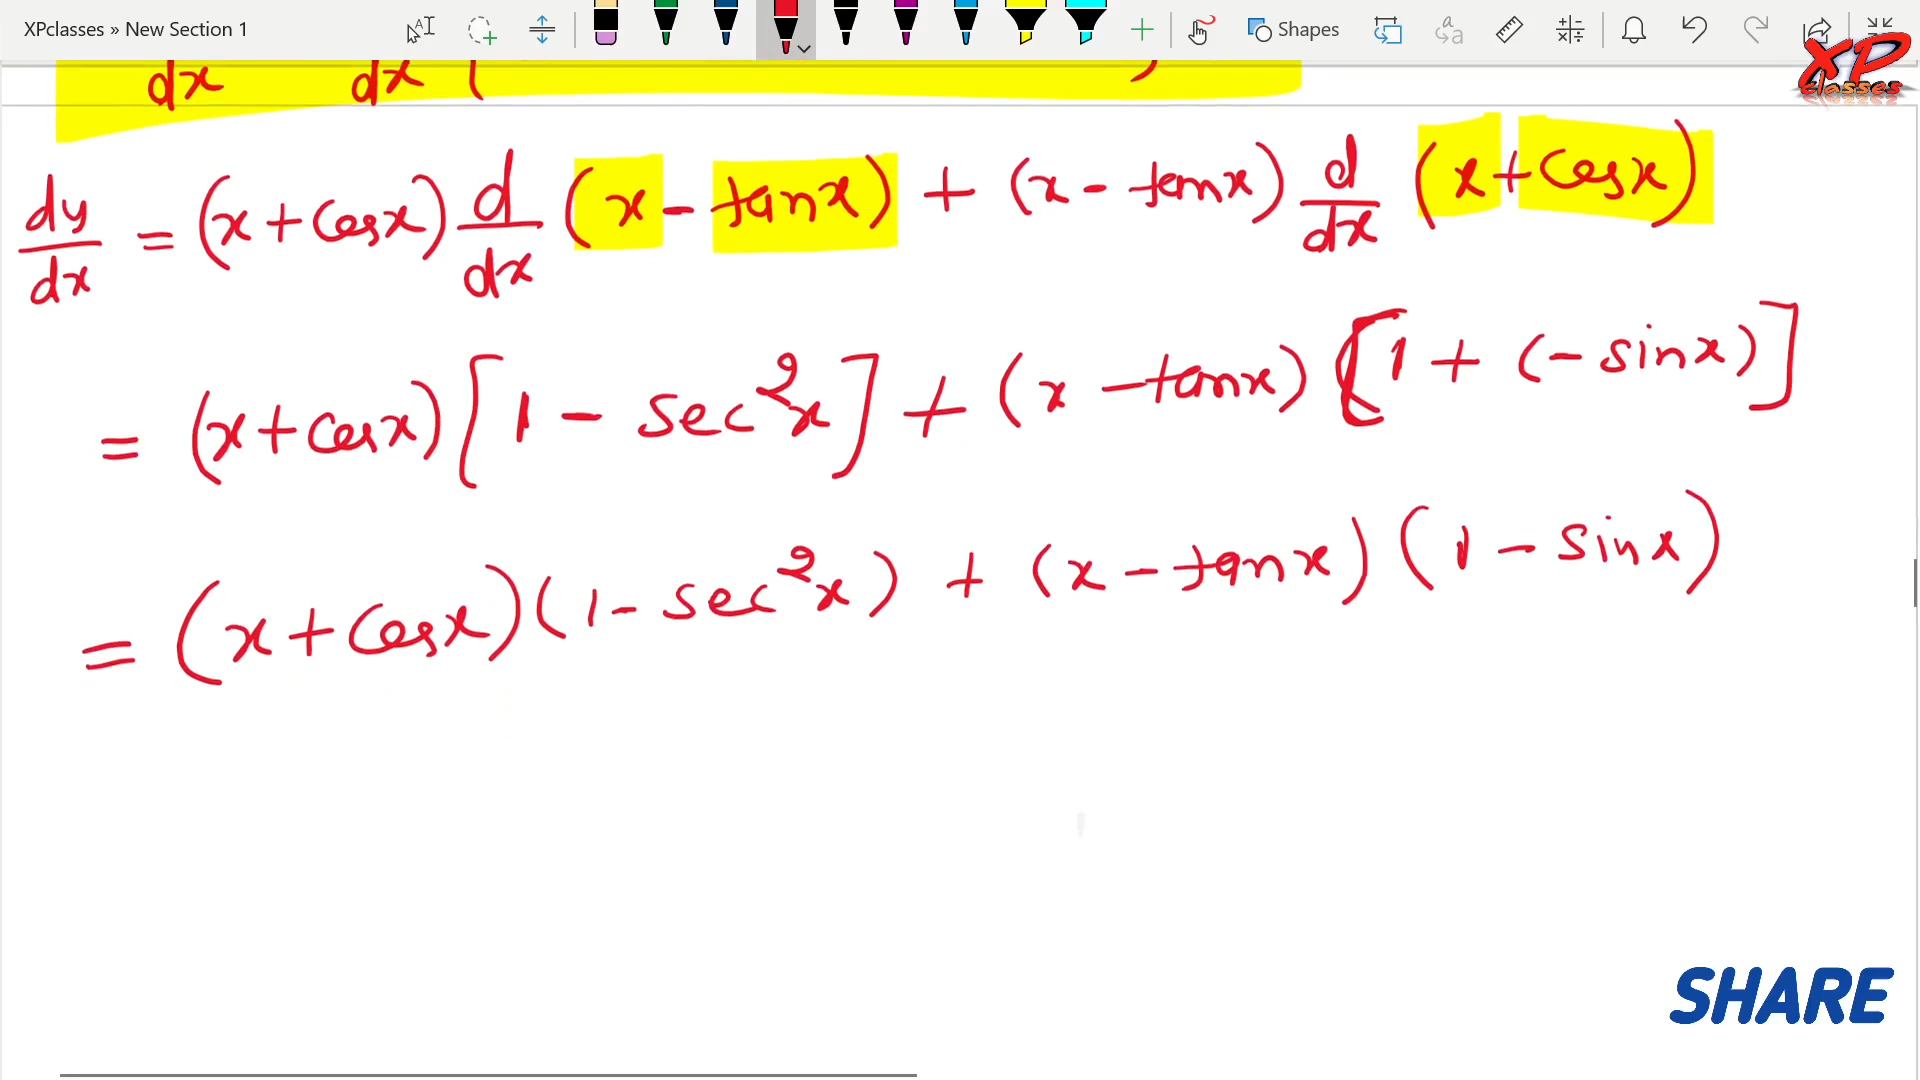 XPclasses » New Section 1
Shapes
XP
classes
dx dx (
dy/dx = (x + cosx) d/dx (x - tanx) + (x - tanx) d/dx (x + cosx)
= (x + cosx) [1 - sec²x] + (x - tanx) [1 + (- sinx)]
= (x + cosx) (1 - sec²x) + (x - tanx) (1 - sinx)
SHARE